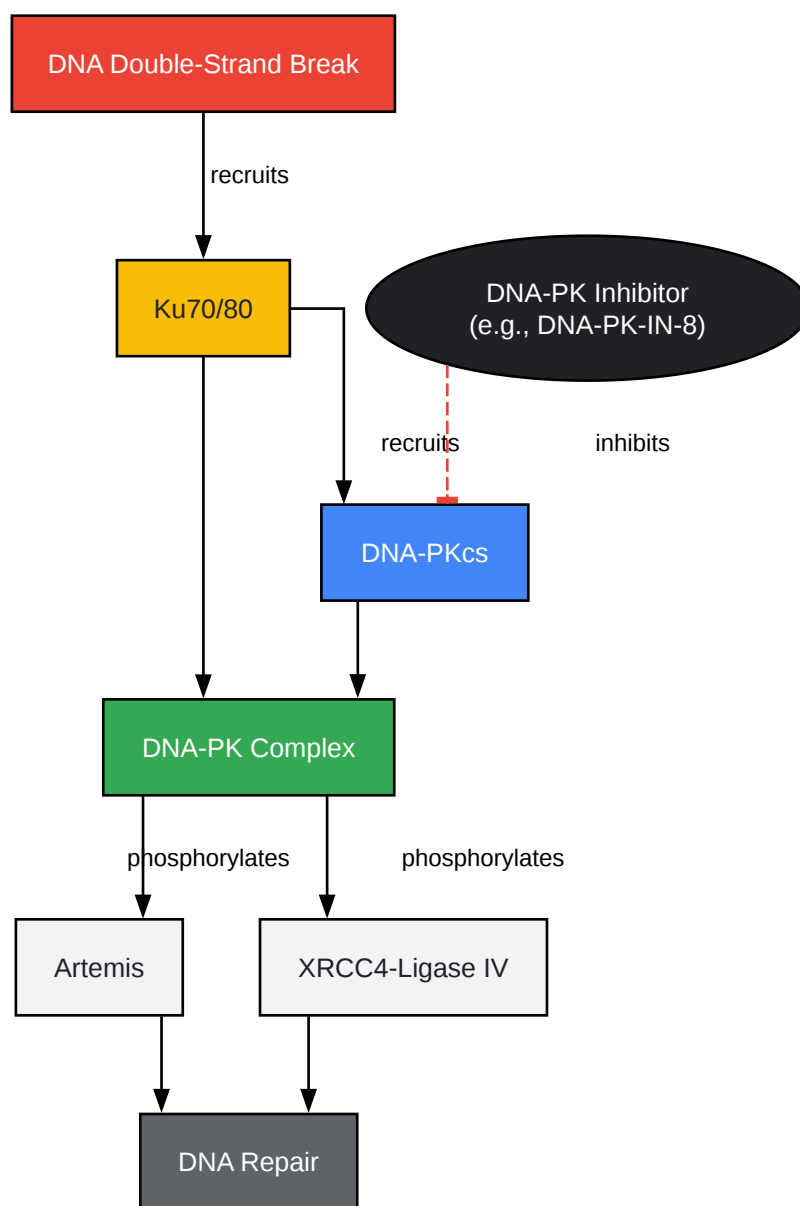 DNA Double-Strand Break
recruits
Ku70/80
DNA-PK Inhibitor
(e.g., DNA-PK-IN-8)
recruits
inhibits
DNA-PKcs
DNA-PK Complex
phosphorylates
phosphorylates
Artemis
XRCC4-Ligase IV
DNA Repair